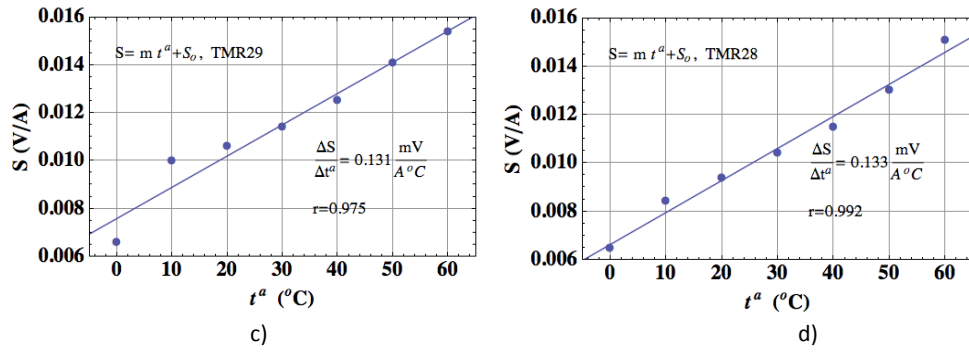 0.016
0.014
0.012
0.010
0.008
0.006
S (V/A)
S= m t^a+S_o, TMR29
ΔS/Δt^a = 0.131 mV/A °C
r=0.975
0 10 20 30 40 50 60
t^a (°C)
c)
0.016
0.014
0.012
0.010
0.008
0.006
S (V/A)
S= m t^a+S_o, TMR28
ΔS/Δt^a = 0.133 mV/A °C
r=0.992
0 10 20 30 40 50 60
t^a (°C)
d)